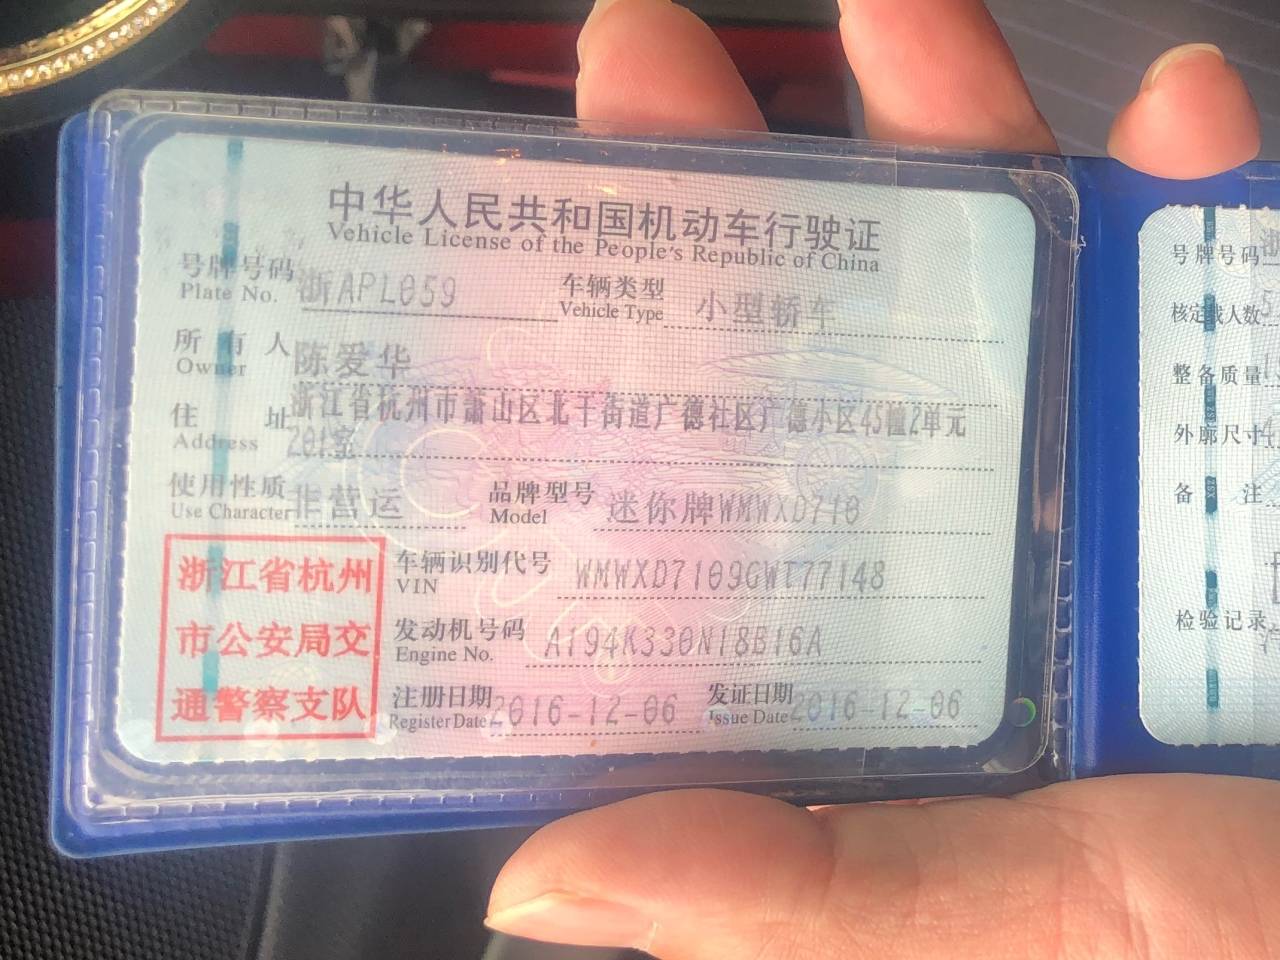 中华人民共和国机动车行驶证
Vehicle License of the People's Republic of China
号牌号码 浙APL059 车辆类型 小型轿车
Plate No. Vehicle Type
所有人 陈爱华
Owner
住址 浙江省杭州市萧山区北干街道广德社区广德小区45幢2单元
Address 201室
使用性质 非营运 品牌型号 迷你牌WMWXD710
Use Character Model
浙江省杭州
市公安局交
通警察支队
车辆识别代号 WMWXD7109GWT77148
VIN
发动机号码 A194K330N18B16A
Engine No.
注册日期 2016-12-06 发证日期 2016-12-06
Register Date Issue Date
号牌号码 浙
核定载人数 5
整备质量
外廓尺寸 4
备注
检验记录